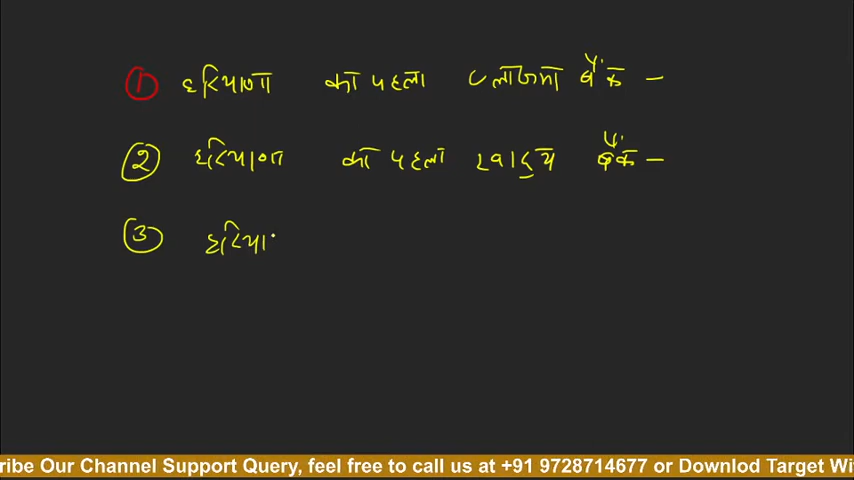 ① हरियाणा का पहला प्लाजमा बैंक –
② हरियाणा का पहला खाद्य बैंक –
③ हरिया
ribe Our Channel Support Query, feel free to call us at +91 9728714677 or Downlod Target Wi